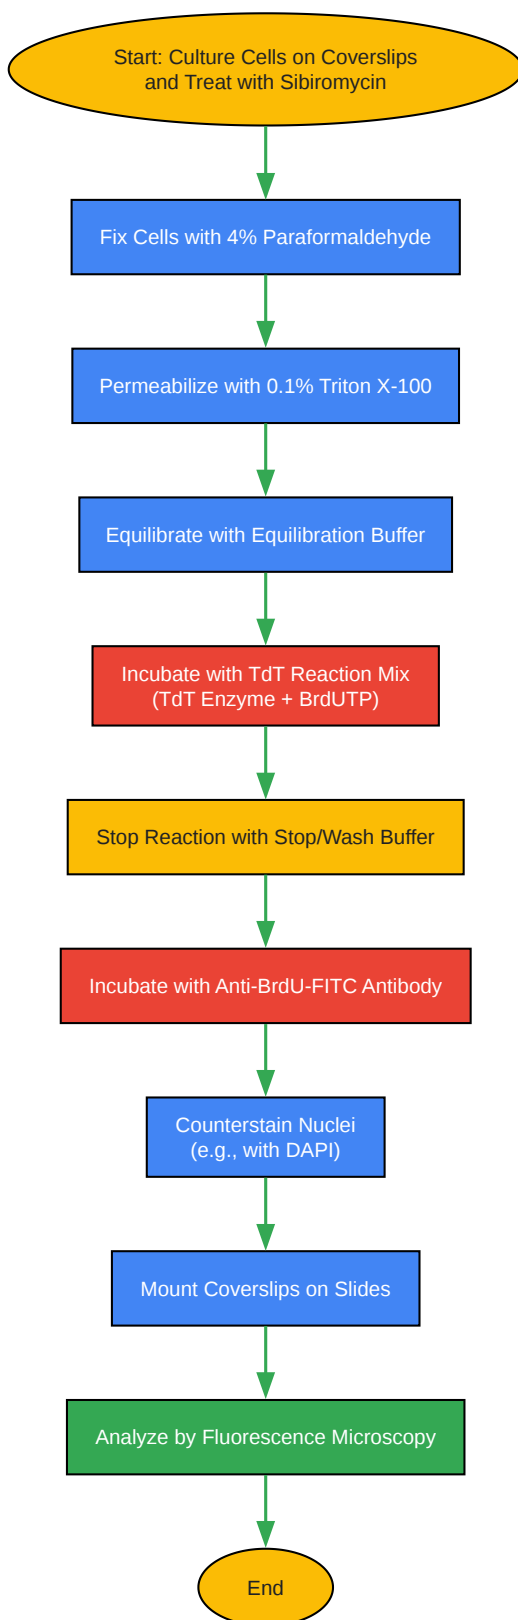 Start: Culture Cells on Coverslips
and Treat with Sibiromycin
Fix Cells with 4% Paraformaldehyde
Permeabilize with 0.1% Triton X-100
Equilibrate with Equilibration Buffer
Incubate with TdT Reaction Mix
(TdT Enzyme + BrdUTP)
Stop Reaction with Stop/Wash Buffer
Incubate with Anti-BrdU-FITC Antibody
Counterstain Nuclei
(e.g., with DAPI)
Mount Coverslips on Slides
Analyze by Fluorescence Microscopy
End